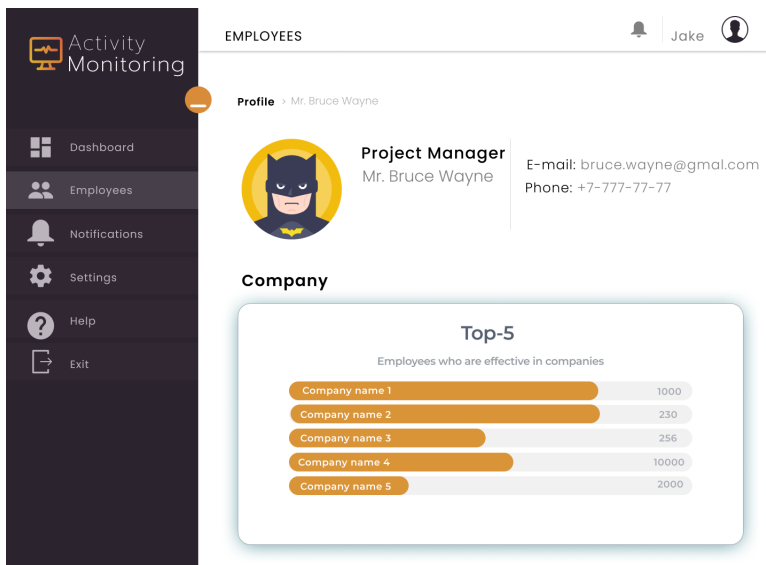 Activity
Monitoring
EMPLOYEES
Jake
Profile > Mr. Bruce Wayne
Dashboard
Employees
Notifications
Settings
Help
Exit
Project Manager
Mr. Bruce Wayne
E-mail: bruce.wayne@gmal.com
Phone: +7-777-77-77
Company
Top-5
Employees who are effective in companies
Company name 1 1000
Company name 2 230
Company name 3 256
Company name 4 10000
Company name 5 2000